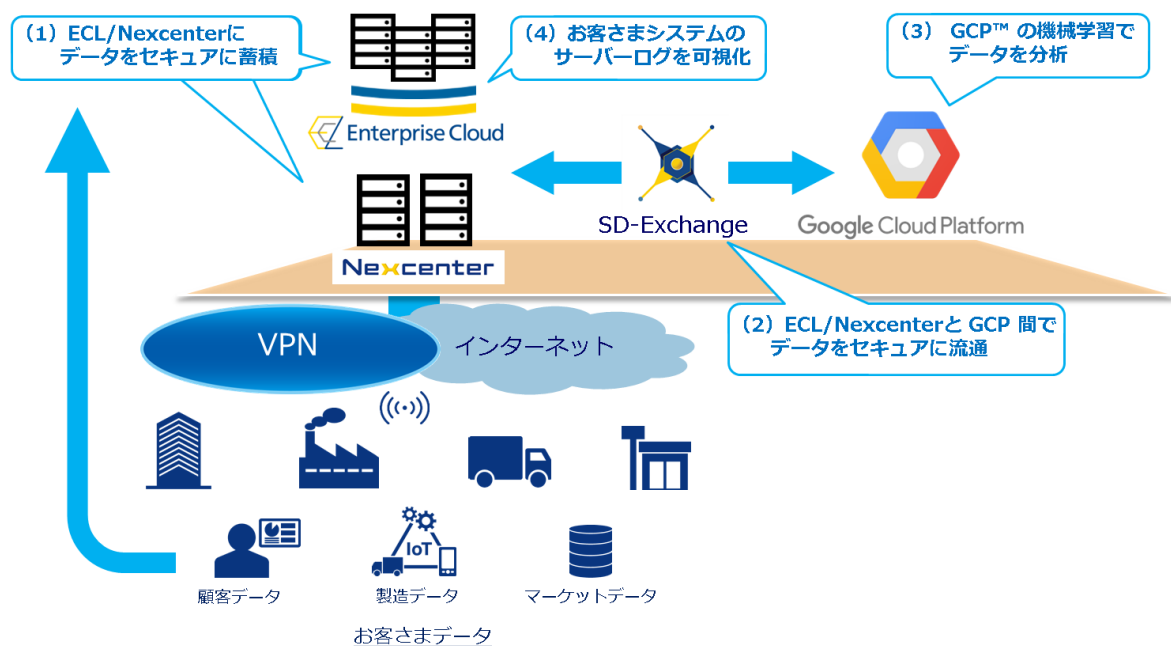 (1) ECL/Nexcenterに
データをセキュアに蓄積
(4) お客さまシステムの
サーバーログを可視化
(3) GCP™ の機械学習で
データを分析
Enterprise Cloud
SD-Exchange
Google Cloud Platform
Nexcenter
(2) ECL/Nexcenterと GCP 間で
データをセキュアに流通
VPN
インターネット
IoT
顧客データ
製造データ
マーケットデータ
お客さまデータ